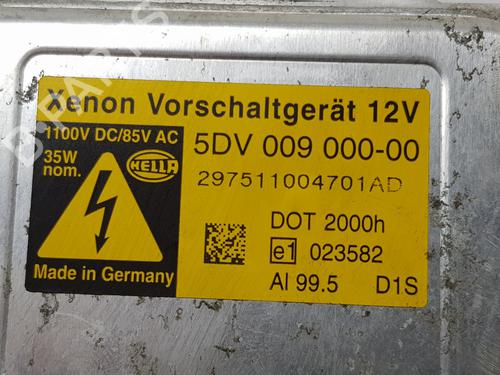 Xenon Vorschaltgerät 12V
1100V DC/85V AC
35W
nom.
HELLA
5DV 009 000-00
297511004701AD
DOT 2000h
e1 023582
Al 99.5 D1S
Made in Germany
B-PARTS